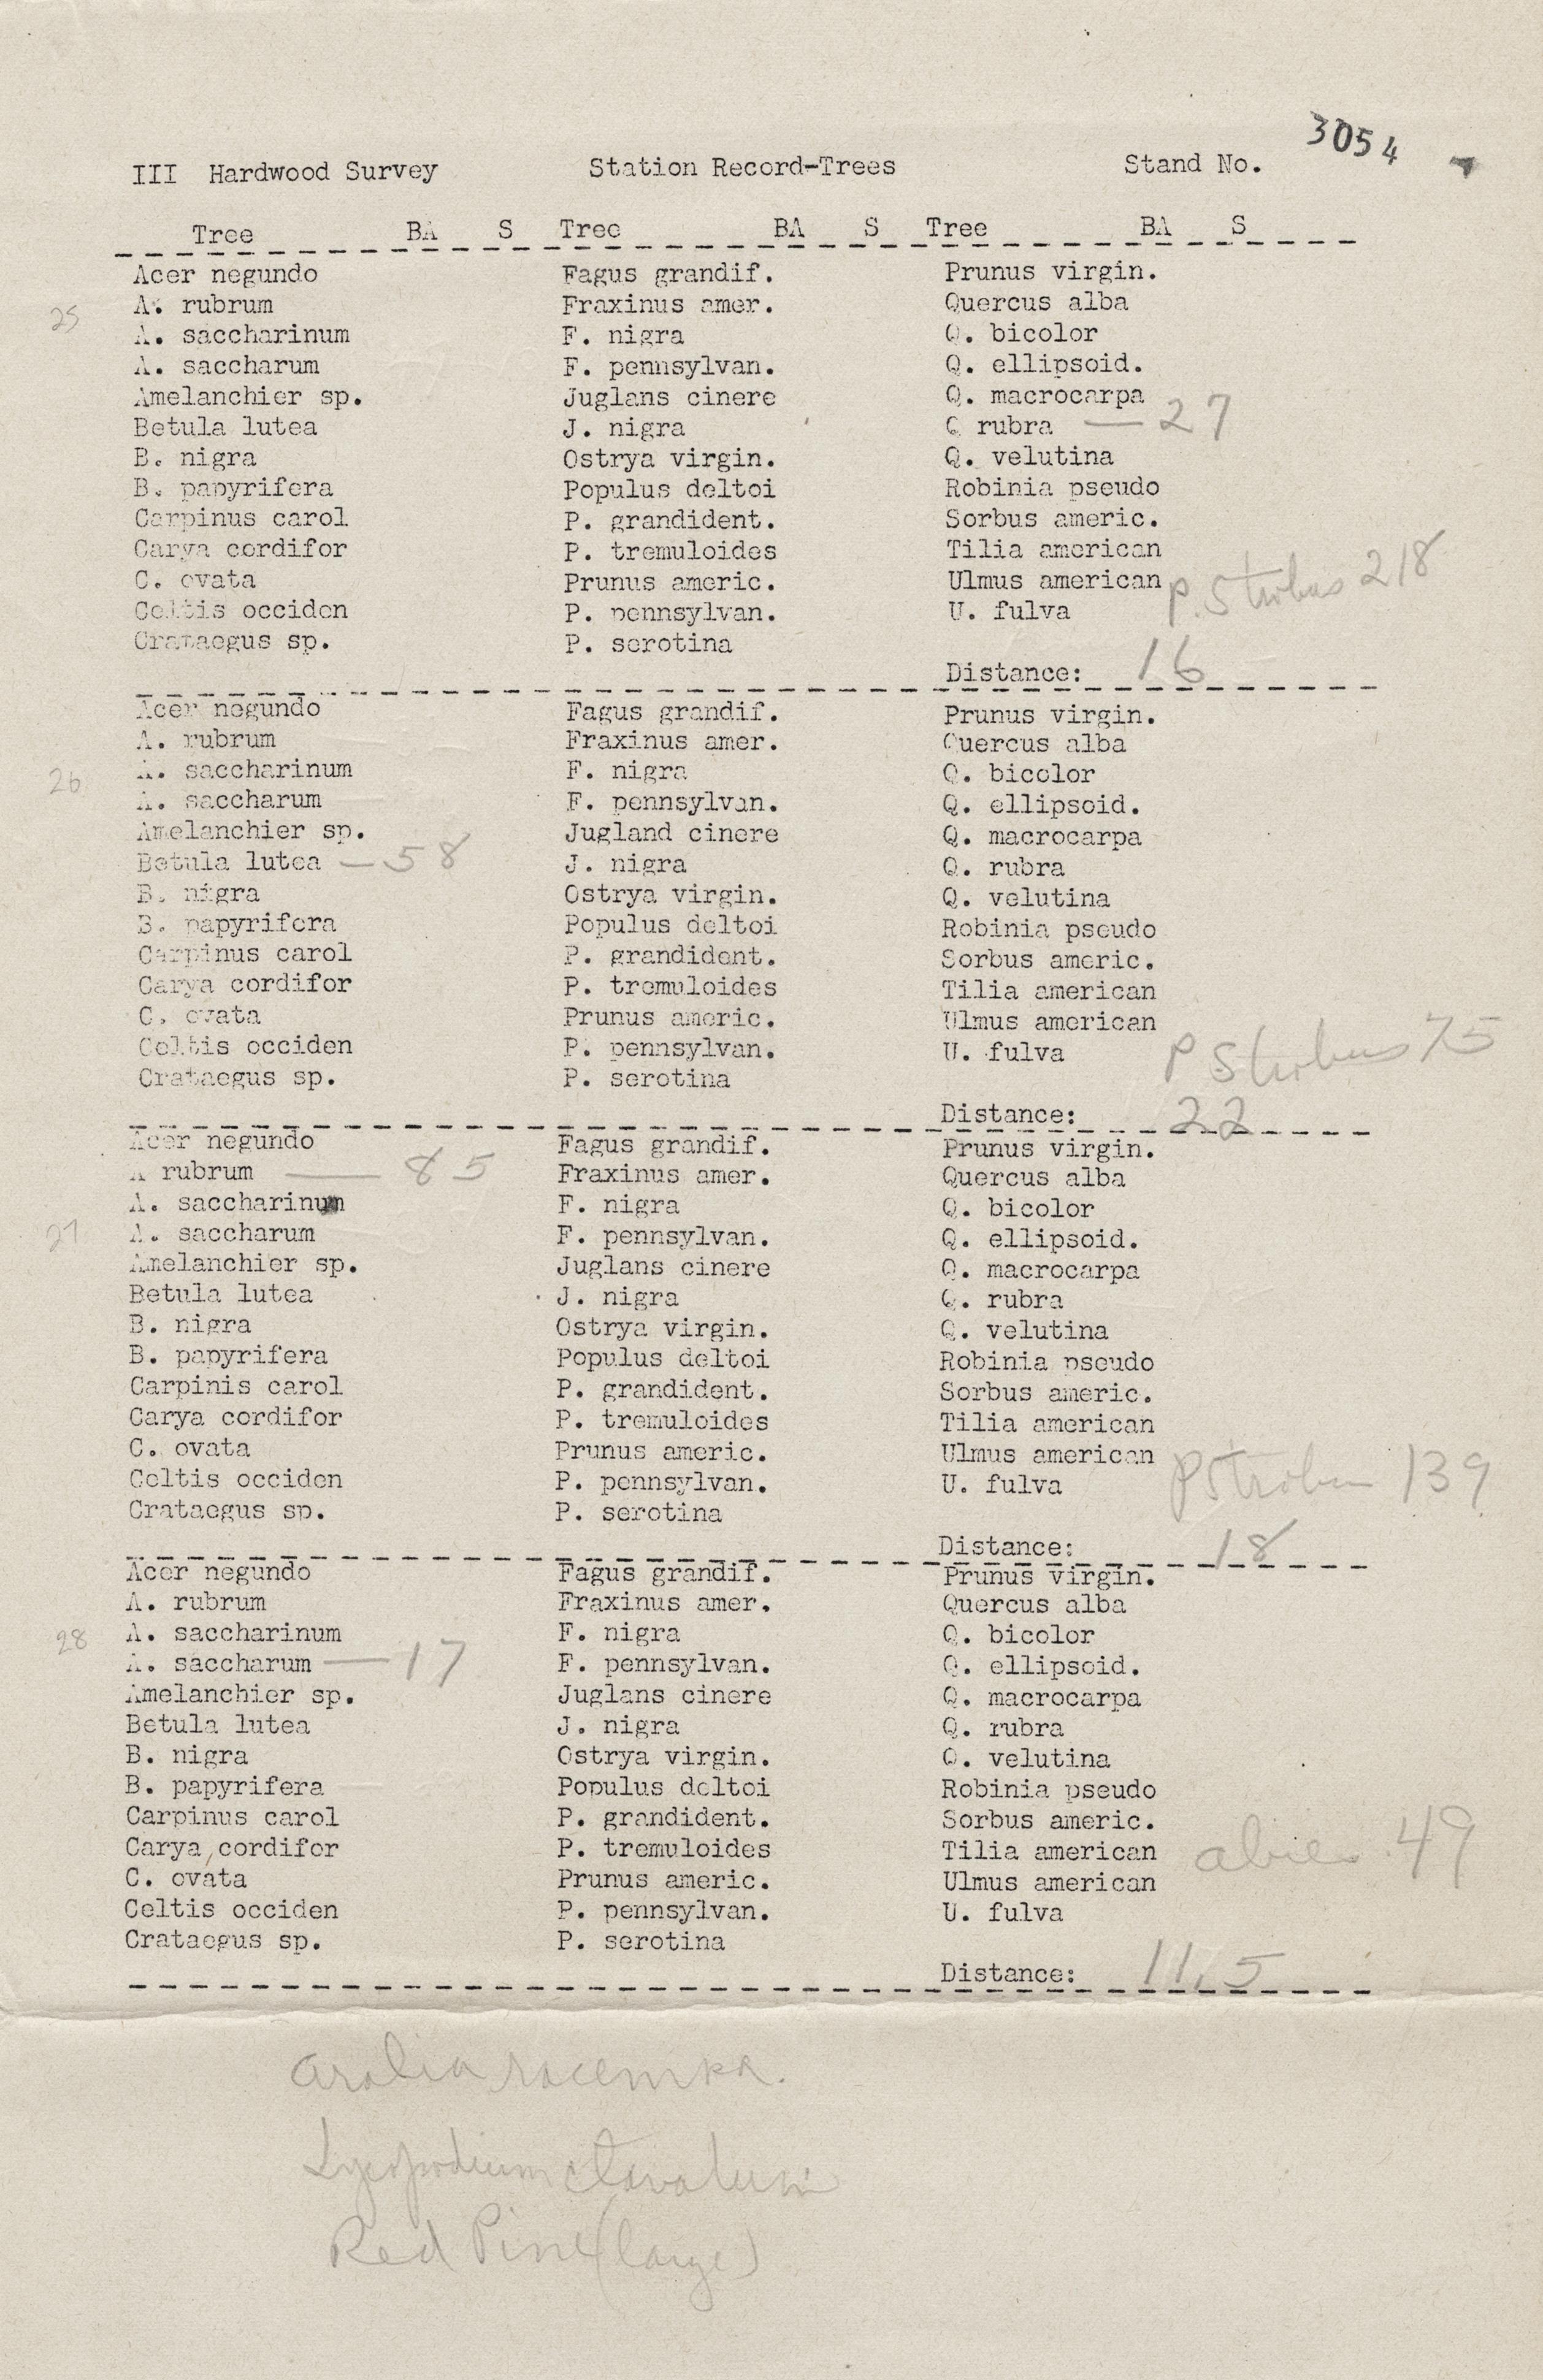 3054
III Hardwood Survey Station Record-Trees Stand No.
Tree BA S Tree BA S Tree BA S
Acer negundo Fagus grandif. Prunus virgin.
25 A. rubrum Fraxinus amer. Quercus alba
A. saccharinum F. nigra Q. bicolor
A. saccharum F. pennsylvan. Q. ellipsoid.
Amelanchier sp. Juglans cinere Q. macrocarpa
Betula lutea J. nigra Q rubra — 27
B. nigra Ostrya virgin. Q. velutina
B. papyrifera Populus deltoi Robinia pseudo
Carpinus carol P. grandident. Sorbus americ.
Carya cordifor P. tremuloides Tilia american
C. ovata Prunus americ. Ulmus american P. Strobus 218
Celtis occiden P. pennsylvan. U. fulva
Crataegus sp. P. serotina
Distance: 16
Acer negundo Fagus grandif. Prunus virgin.
A. rubrum Fraxinus amer. Quercus alba
26 A. saccharinum F. nigra Q. bicolor
A. saccharum F. pennsylvan. Q. ellipsoid.
Amelanchier sp. Jugland cinere Q. macrocarpa
Betula lutea — 58 J. nigra Q. rubra
B. nigra Ostrya virgin. Q. velutina
B. papyrifera Populus deltoi Robinia pseudo
Carpinus carol P. grandident. Sorbus americ.
Carya cordifor P. tremuloides Tilia american
C. ovata Prunus americ. Ulmus american
Celtis occiden P. pennsylvan. U. fulva P Strobus 75
Crataegus sp. P. serotina
Distance: 22
Acer negundo Fagus grandif. Prunus virgin.
A rubrum — 85 Fraxinus amer. Quercus alba
A. saccharinum F. nigra Q. bicolor
27 A. saccharum F. pennsylvan. Q. ellipsoid.
Amelanchier sp. Juglans cinere Q. macrocarpa
Betula lutea J. nigra Q. rubra
B. nigra Ostrya virgin. Q. velutina
B. papyrifera Populus deltoi Robinia pseudo
Carpinis carol P. grandident. Sorbus americ.
Carya cordifor P. tremuloides Tilia american
C. ovata Prunus americ. Ulmus american
Celtis occiden P. pennsylvan. U. fulva P Strobus 139
Crataegus sp. P. serotina
Distance: 18
Acer negundo Fagus grandif. Prunus virgin.
A. rubrum Fraxinus amer. Quercus alba
28 A. saccharinum F. nigra Q. bicolor
A. saccharum — 17 F. pennsylvan. Q. ellipsoid.
Amelanchier sp. Juglans cinere Q. macrocarpa
Betula lutea J. nigra Q. rubra
B. nigra Ostrya virgin. Q. velutina
B. papyrifera Populus deltoi Robinia pseudo
Carpinus carol P. grandident. Sorbus americ.
Carya cordifor P. tremuloides Tilia american abies 49
C. ovata Prunus americ. Ulmus american
Celtis occiden P. pennsylvan. U. fulva
Crataegus sp. P. serotina
Distance: 11.5
Aralia racemosa.
Lycopodium clavatum
Red Pine (large)